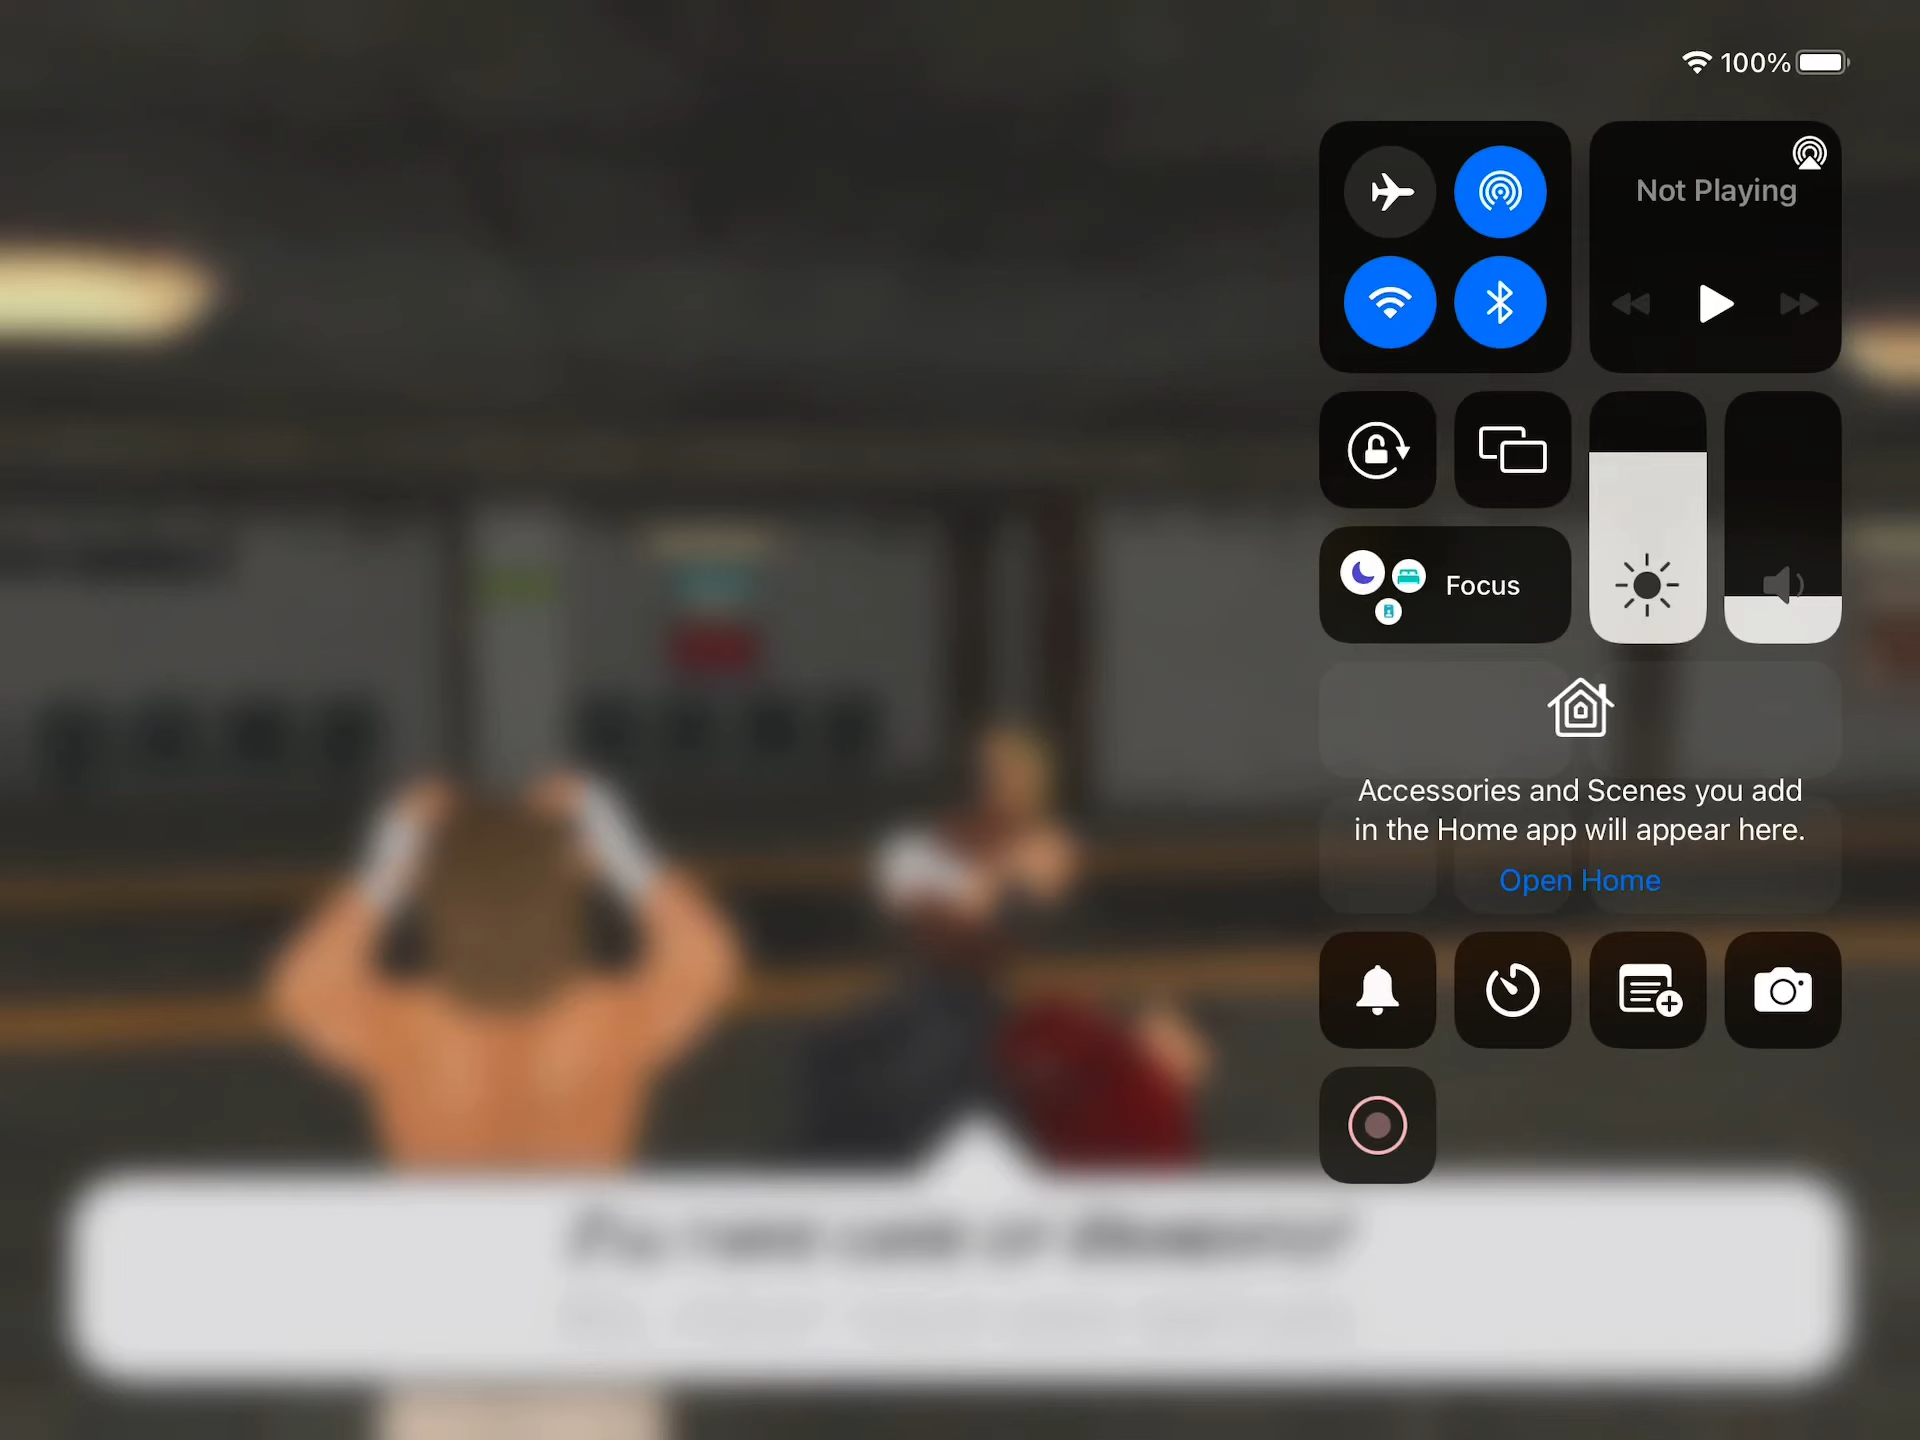 100%
Not Playing
Focus
Accessories and Scenes you add
in the Home app will appear here.
Open Home